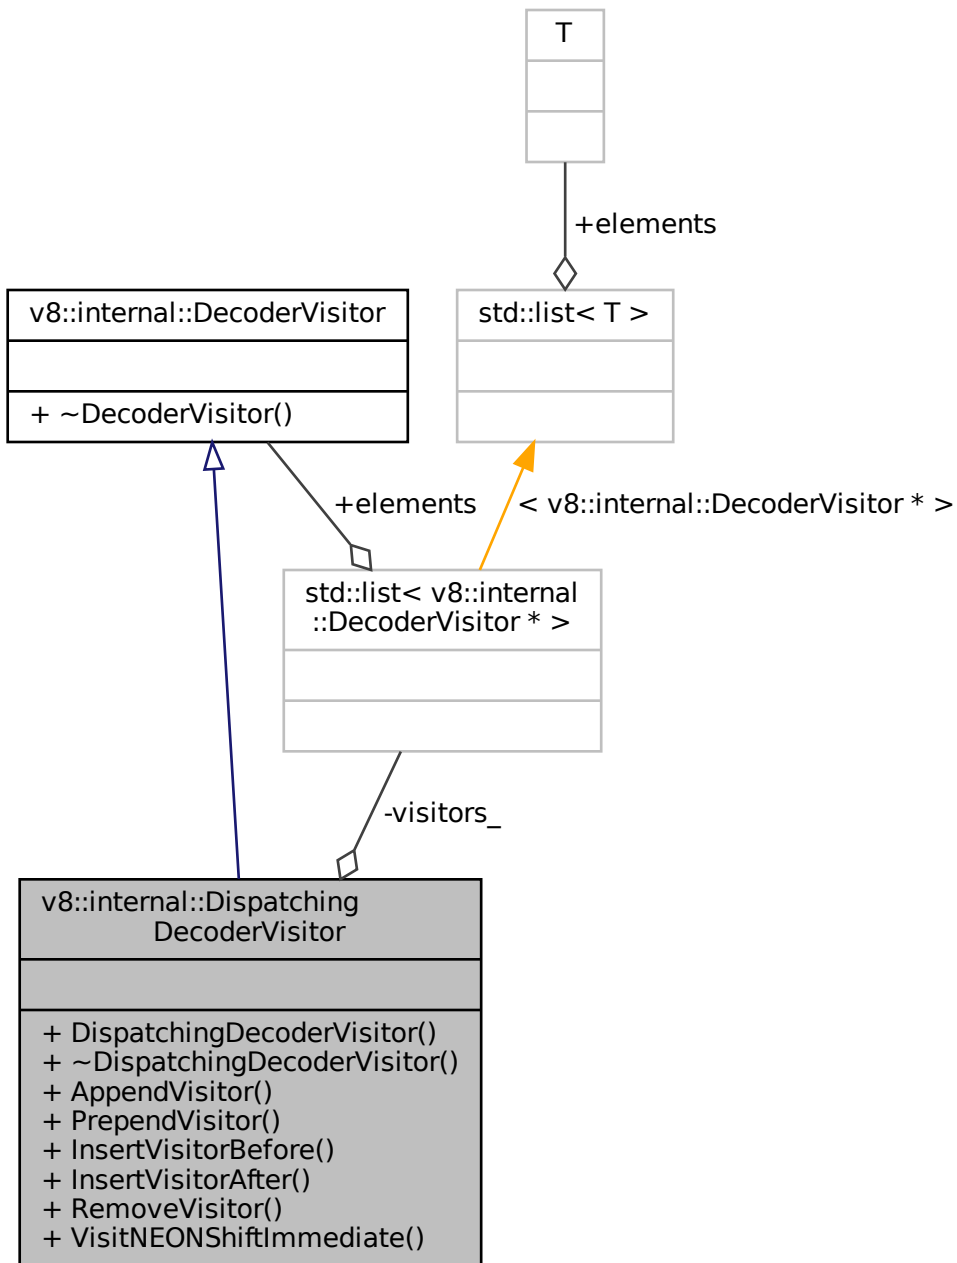 T
+elements
v8::internal::DecoderVisitor
+ ~DecoderVisitor()
std::list< T >
+elements
< v8::internal::DecoderVisitor * >
std::list< v8::internal
::DecoderVisitor * >
-visitors_
v8::internal::Dispatching
DecoderVisitor
+ DispatchingDecoderVisitor()
+ ~DispatchingDecoderVisitor()
+ AppendVisitor()
+ PrependVisitor()
+ InsertVisitorBefore()
+ InsertVisitorAfter()
+ RemoveVisitor()
+ VisitNEONShiftImmediate()